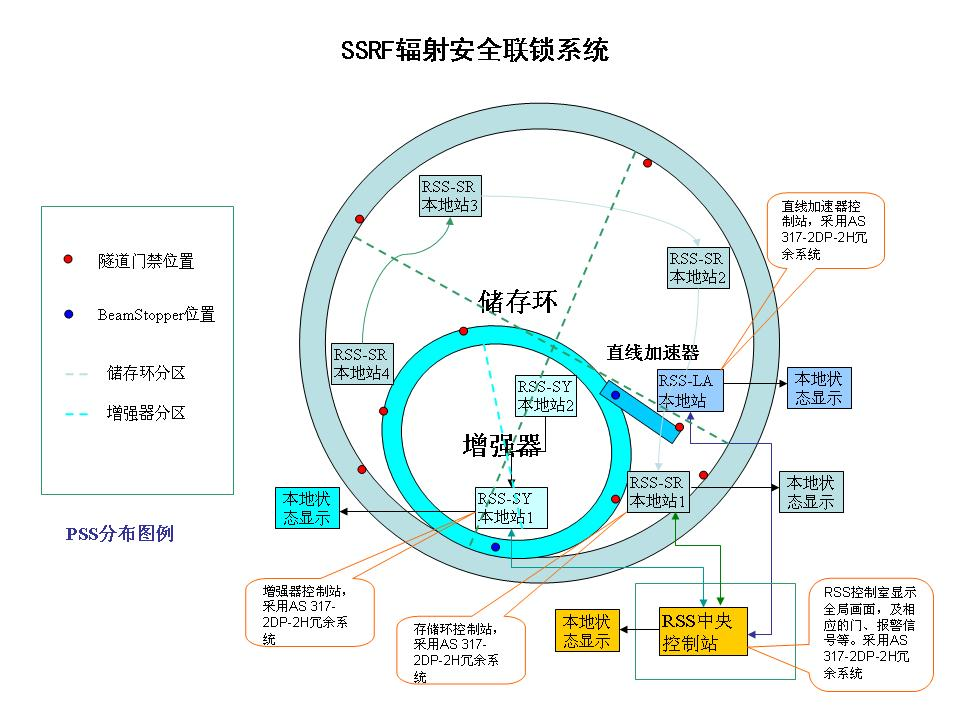 SSRF辐射安全联锁系统
隧道门禁位置
BeamStopper位置
储存环分区
增强器分区
PSS分布图例
RSS-SR
本地站3
RSS-SR
本地站2
直线加速器控
制站，采用AS
317-2DP-2H冗
余系统
储存环
直线加速器
RSS-SR
本地站4
RSS-SY
本地站2
RSS-LA
本地站
本地状
态显示
增强器
RSS-SR
本地站1
本地状
态显示
本地状
态显示
RSS-SY
本地站1
增强器控制站，
采用AS 317-
2DP-2H冗余系
统
存储环控制站，
采用AS 317-
2DP-2H冗余系
统
本地状
态显示
RSS中央
控制站
RSS控制室显示
全局画面，及相
应的门、报警信
号等。采用AS
317-2DP-2H冗
余系统